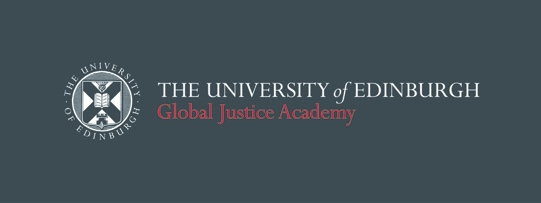 THE UNIVERSITY
OF EDINBURGH
THE UNIVERSITY of EDINBURGH
Global Justice Academy